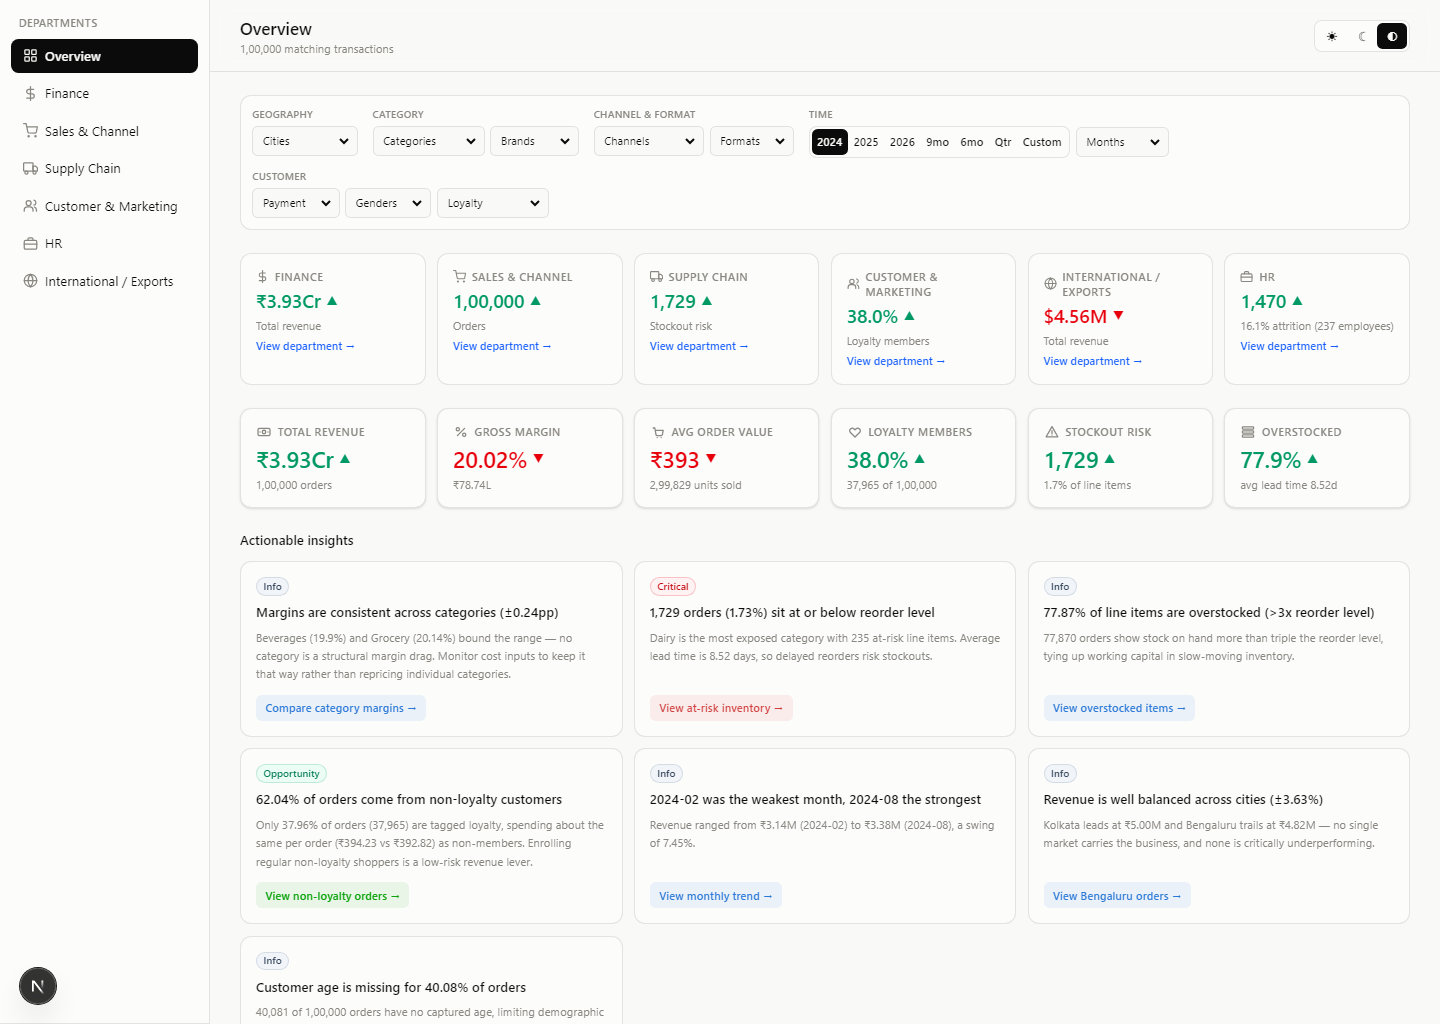 DEPARTMENTS
Overview
Finance
Sales & Channel
Supply Chain
Customer & Marketing
HR
International / Exports
N
Overview
1,00,000 matching transactions
GEOGRAPHY
CATEGORY
CHANNEL & FORMAT
TIME
Cities
Categories
Brands
Channels
Formats
2024 2025 2026 9mo 6mo Qtr Custom
Months
CUSTOMER
Payment
Genders
Loyalty
FINANCE
₹3.93Cr ▲
Total revenue
View department →
SALES & CHANNEL
1,00,000 ▲
Orders
View department →
SUPPLY CHAIN
1,729 ▲
Stockout risk
View department →
CUSTOMER &
MARKETING
38.0% ▲
Loyalty members
View department →
INTERNATIONAL /
EXPORTS
$4.56M ▼
Total revenue
View department →
HR
1,470 ▲
16.1% attrition (237 employees)
View department →
TOTAL REVENUE
₹3.93Cr ▲
1,00,000 orders
GROSS MARGIN
20.02% ▼
₹78.74L
AVG ORDER VALUE
₹393 ▼
2,99,829 units sold
LOYALTY MEMBERS
38.0% ▲
37,965 of 1,00,000
STOCKOUT RISK
1,729 ▲
1.7% of line items
OVERSTOCKED
77.9% ▲
avg lead time 8.52d
Actionable insights
Info
Margins are consistent across categories (±0.24pp)
Beverages (19.9%) and Grocery (20.14%) bound the range — no
category is a structural margin drag. Monitor cost inputs to keep it
that way rather than repricing individual categories.
Compare category margins →
Critical
1,729 orders (1.73%) sit at or below reorder level
Dairy is the most exposed category with 235 at-risk line items. Average
lead time is 8.52 days, so delayed reorders risk stockouts.
View at-risk inventory →
Info
77.87% of line items are overstocked (>3x reorder level)
77,870 orders show stock on hand more than triple the reorder level,
tying up working capital in slow-moving inventory.
View overstocked items →
Opportunity
62.04% of orders come from non-loyalty customers
Only 37.96% of orders (37,965) are tagged loyalty, spending about the
same per order (₹394.23 vs ₹392.82) as non-members. Enrolling
regular non-loyalty shoppers is a low-risk revenue lever.
View non-loyalty orders →
Info
2024-02 was the weakest month, 2024-08 the strongest
Revenue ranged from ₹3.14M (2024-02) to ₹3.38M (2024-08), a swing
of 7.45%.
View monthly trend →
Info
Revenue is well balanced across cities (±3.63%)
Kolkata leads at ₹5.00M and Bengaluru trails at ₹4.82M — no single
market carries the business, and none is critically underperforming.
View Bengaluru orders →
Info
Customer age is missing for 40.08% of orders
40,081 of 1,00,000 orders have no captured age, limiting demographic